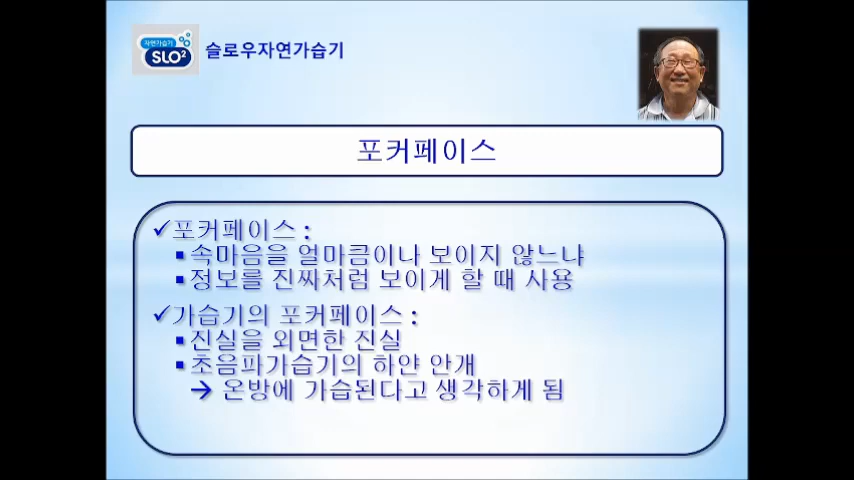 자연가습기
SLO²
슬로우자연가습기
포커페이스
✓포커페이스 :
▪속마음을 얼마큼이나 보이지 않느냐
▪정보를 진짜처럼 보이게 할 때 사용
✓가습기의 포커페이스 :
▪진실을 외면한 진실
▪초음파가습기의 하얀 안개
→ 온방에 가습된다고 생각하게 됨